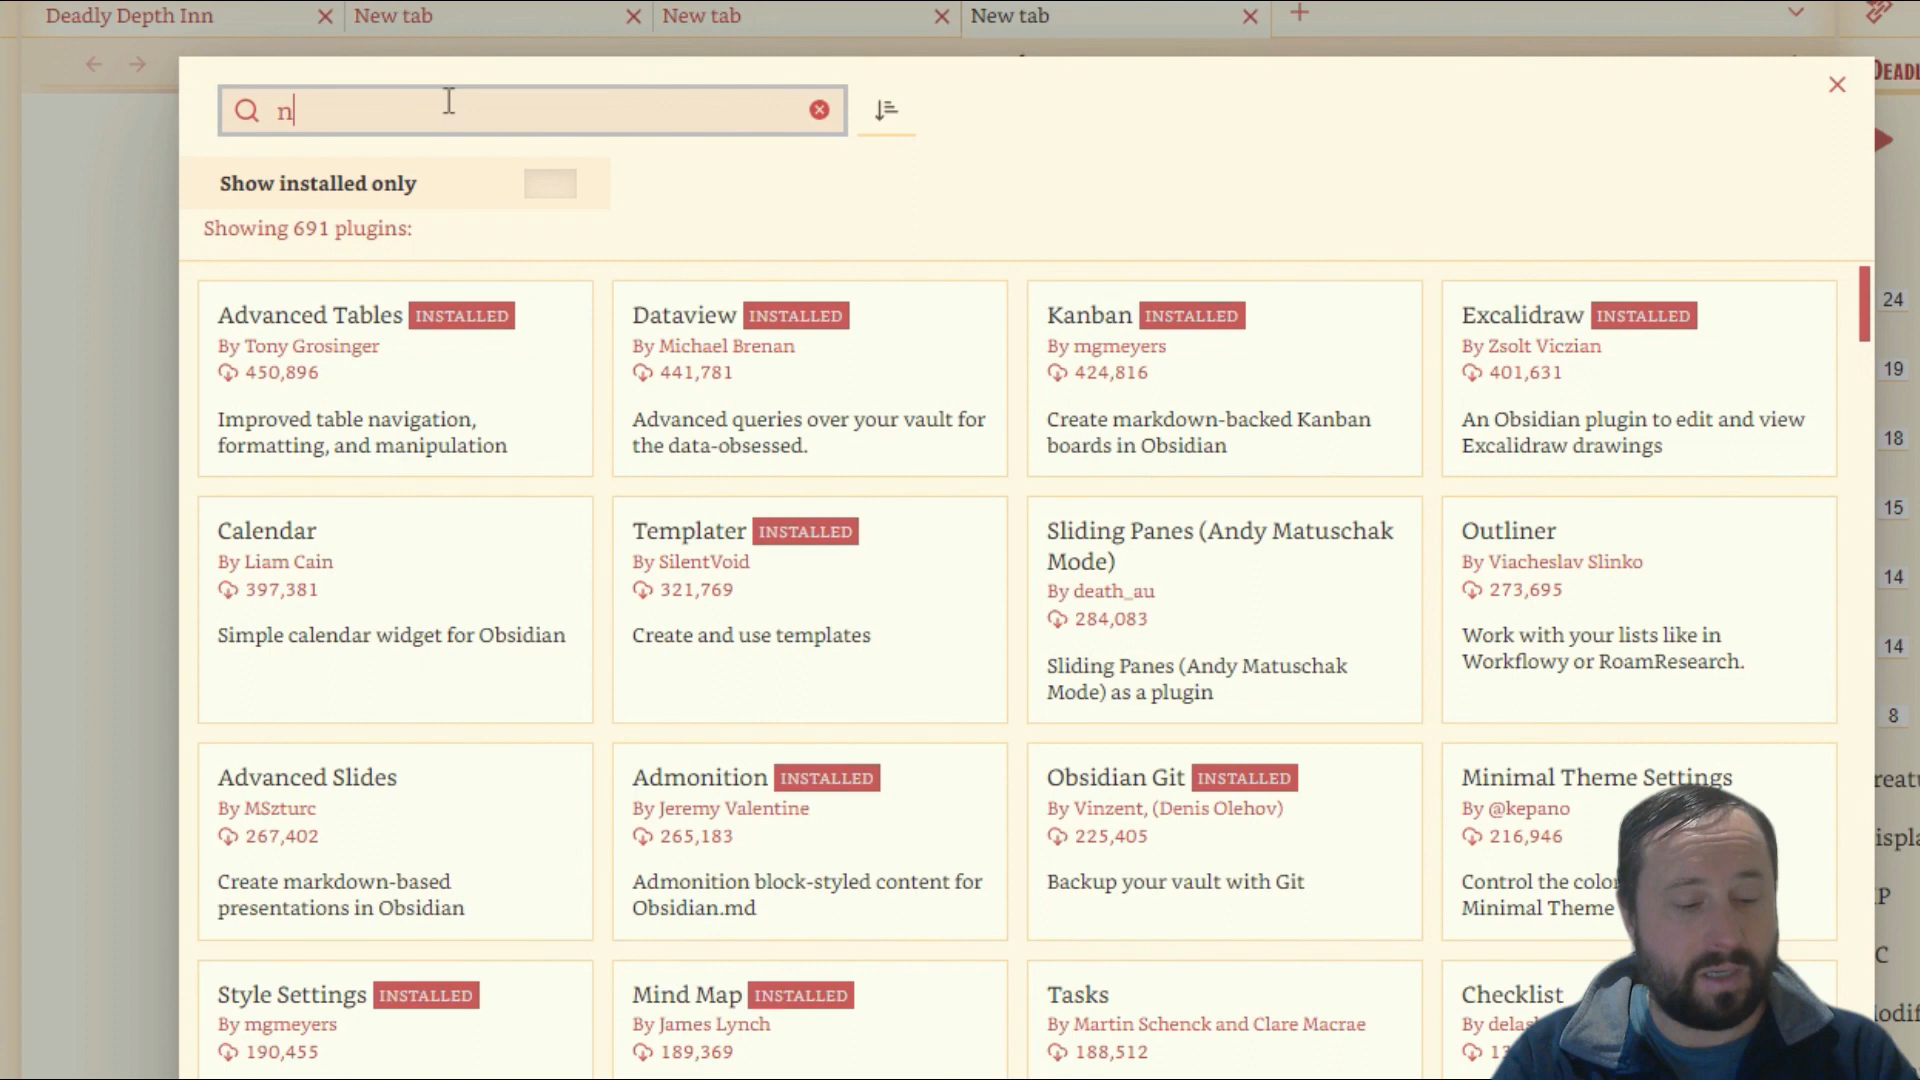 Deadly Depth Inn
New tab
New tab
New tab
n
Show installed only
Showing 691 plugins:
Advanced Tables INSTALLED
By Tony Grosinger
450,896
Improved table navigation,
formatting, and manipulation
Dataview INSTALLED
By Michael Brenan
441,781
Advanced queries over your vault for
the data-obsessed.
Kanban INSTALLED
By mgmeyers
424,816
Create markdown-backed Kanban
boards in Obsidian
Excalidraw INSTALLED
By Zsolt Viczian
401,631
An Obsidian plugin to edit and view
Excalidraw drawings
Calendar
By Liam Cain
397,381
Simple calendar widget for Obsidian
Templater INSTALLED
By SilentVoid
321,769
Create and use templates
Sliding Panes (Andy Matuschak
Mode)
By death_au
284,083
Sliding Panes (Andy Matuschak
Mode) as a plugin
Outliner
By Viacheslav Slinko
273,695
Work with your lists like in
Workflowy or RoamResearch.
Advanced Slides
By MSzturc
267,402
Create markdown-based
presentations in Obsidian
Admonition INSTALLED
By Jeremy Valentine
265,183
Admonition block-styled content for
Obsidian.md
Obsidian Git INSTALLED
By Vinzent, (Denis Olehov)
225,405
Backup your vault with Git
Minimal Theme Settings
By @kepano
216,946
Control the
Minimal Theme
Style Settings INSTALLED
By mgmeyers
190,455
Mind Map INSTALLED
By James Lynch
189,369
Tasks
By Martin Schenck and Clare Macrae
188,512
Checklist
By
24
19
18
15
14
14
8